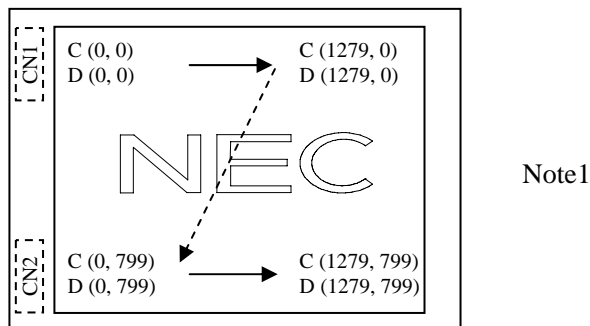 CN1
C (0, 0) C (1279, 0)
D (0, 0) D (1279, 0)
NEC
Note1
CN2
C (0, 799) C (1279, 799)
D (0, 799) D (1279, 799)